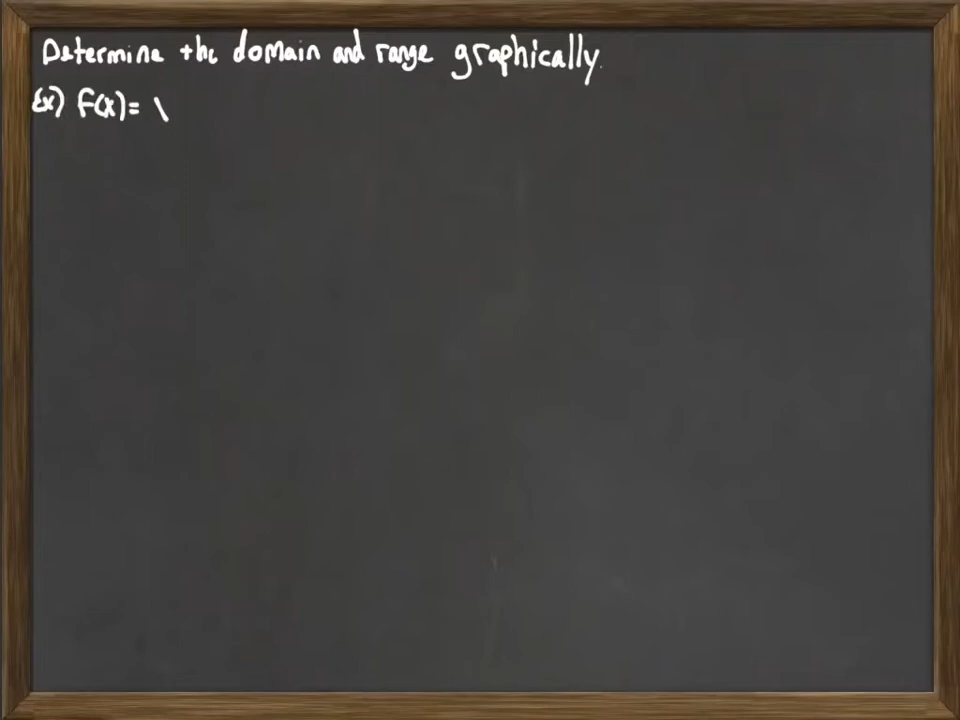 Determine the domain and range graphically.
Ex) f(x)= \